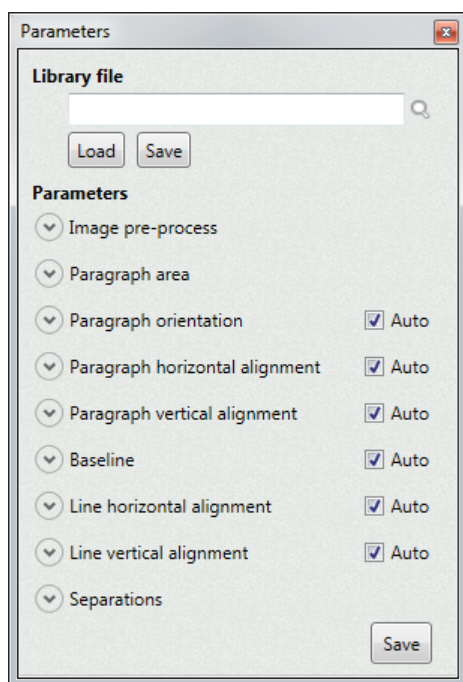 Parameters
Library file
Load Save
Parameters
Image pre-process
Paragraph area
Paragraph orientation Auto
Paragraph horizontal alignment Auto
Paragraph vertical alignment Auto
Baseline Auto
Line horizontal alignment Auto
Line vertical alignment Auto
Separations
Save